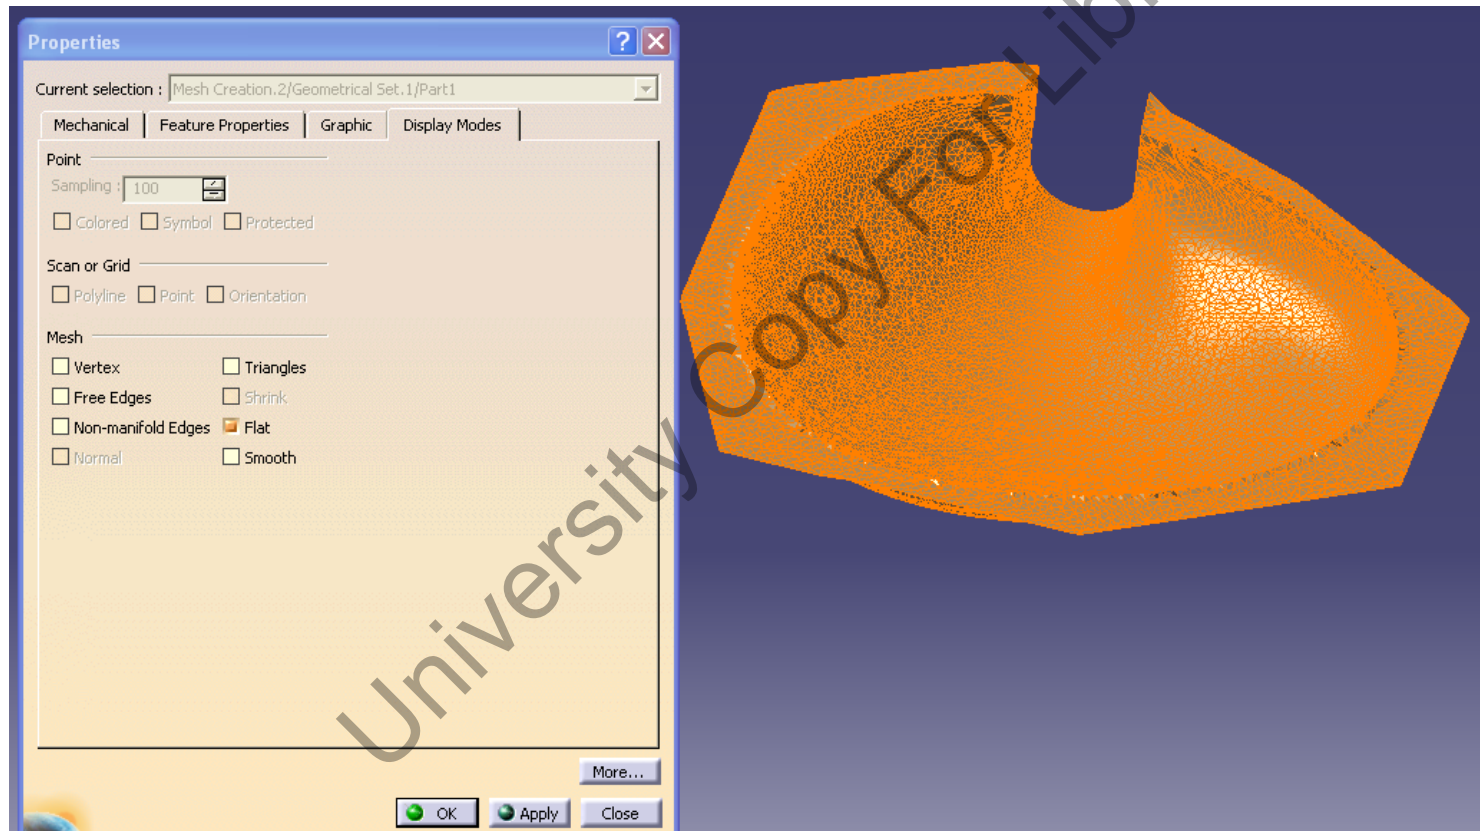 Properties
Current selection : Mesh Creation.2/Geometrical Set.1/Part1
Mechanical Feature Properties Graphic Display Modes
Point
Sampling : 100
Colored Symbol Protected
Scan or Grid
Polyline Point Orientation
Mesh
Vertex Triangles
Free Edges Shrink
Non-manifold Edges Flat
Normal Smooth
More...
OK Apply Close
University Copy For Libr